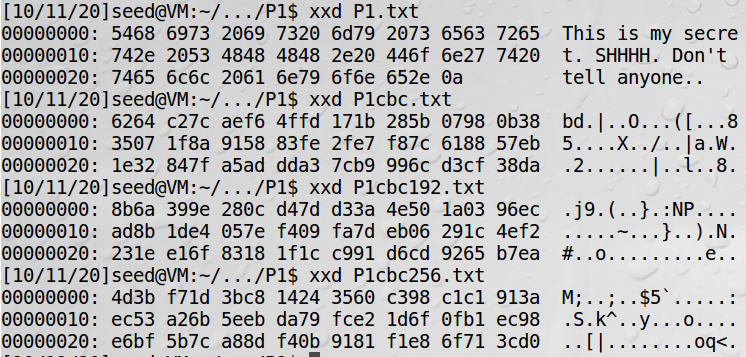 [10/11/20]seed@VM:~/.../P1$ xxd P1.txt
00000000: 5468 6973 2069 7320 6d79 2073 6563 7265  This is my secre
00000010: 742e 2053 4848 4848 2e20 446f 6e27 7420  t. SHHHH. Don't
00000020: 7465 6c6c 2061 6e79 6f6e 652e 0a         tell anyone..
[10/11/20]seed@VM:~/.../P1$ xxd P1cbc.txt
00000000: 6264 c27c aef6 4ffd 171b 285b 0798 0b38  bd.|..O...([...8
00000010: 3507 1f8a 9158 83fe 2fe7 f87c 6188 57eb  5....X../..|a.W.
00000020: 1e32 847f a5ad dda3 7cb9 996c d3cf 38da  .2......|..l..8.
[10/11/20]seed@VM:~/.../P1$ xxd P1cbc192.txt
00000000: 8b6a 399e 280c d47d d33a 4e50 1a03 96ec  .j9.(..}.:NP....
00000010: ad8b 1de4 057e f409 fa7d eb06 291c 4ef2  .....~...}..).N.
00000020: 231e e16f 8318 1f1c c991 d6cd 9265 b7ea  #..o.........e..
[10/11/20]seed@VM:~/.../P1$ xxd P1cbc256.txt
00000000: 4d3b f71d 3bc8 1424 3560 c398 c1c1 913a  M;..;..$5`.....:
00000010: ec53 a26b 5eeb da79 fce2 1d6f 0fb1 ec98  .S.k^..y...o....
00000020: e6bf 5b7c a88d f40b 9181 f1e8 6f71 3cd0  ..[|........oq<.